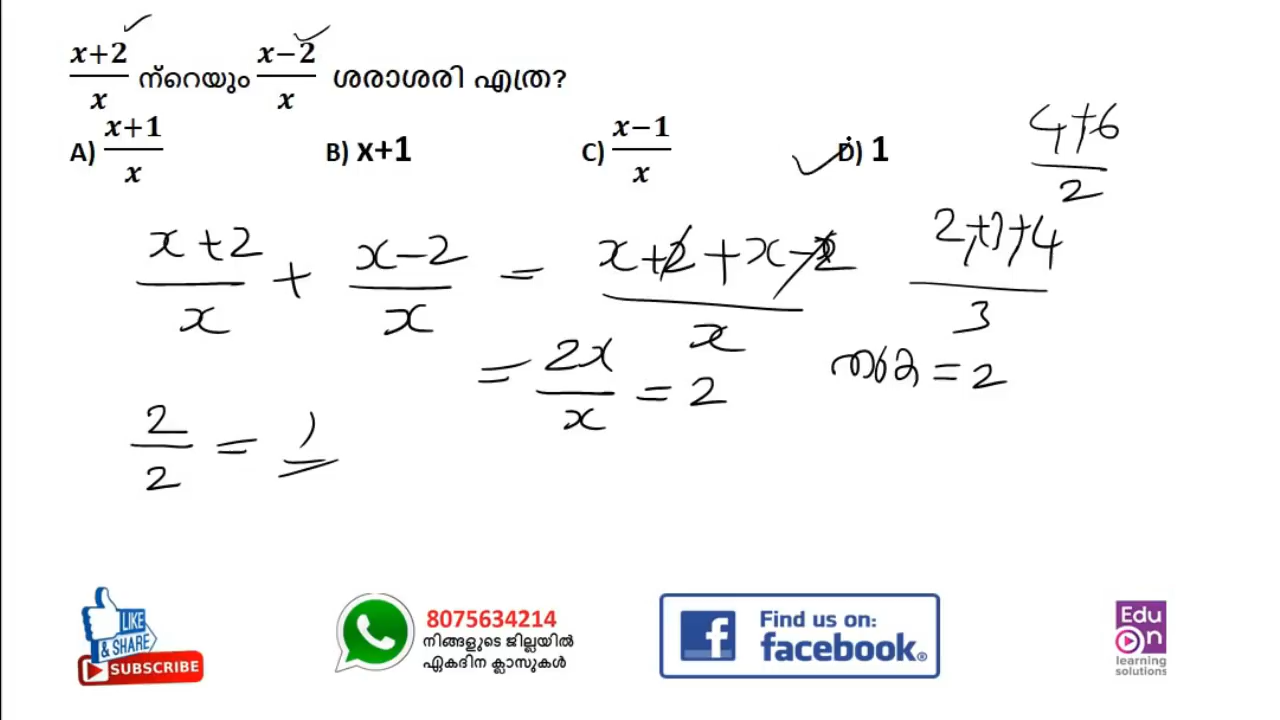 x+2/x ന്റെയും x−2/x ശരാശരി എത്ര?
A) x+1/x B) x+1 C) x−1/x D) 1
4+6/2
x+2/x + x−2/x = x+2+x−2/x
2+1+4/3
= 2x/x = 2
തുക = 2
2/2 = 1
LIKE & SHARE
SUBSCRIBE
8075634214
നിങ്ങളുടെ ജില്ലയിൽ
ഏകദിന ക്ലാസുകൾ
Find us on:
facebook®
Edu On
learning
solutions